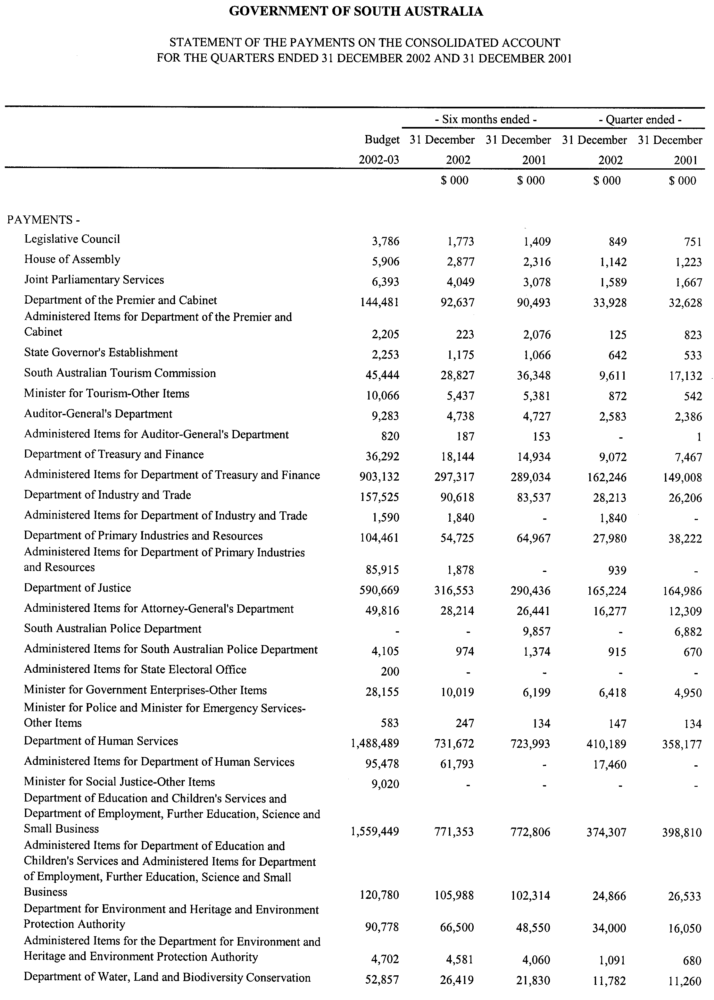 GOVERNMENT OF SOUTH AUSTRALIA
STATEMENT OF THE PAYMENTS ON THE CONSOLIDATED ACCOUNT
FOR THE QUARTERS ENDED 31 DECEMBER 2002 AND 31 DECEMBER 2001
- Six months ended - - Quarter ended -
Budget 31 December 31 December 31 December 31 December
2002-03 2002 2001 2002 2001
$ 000 $ 000 $ 000 $ 000
PAYMENTS -
Legislative Council 3,786 1,773 1,409 849 751
House of Assembly 5,906 2,877 2,316 1,142 1,223
Joint Parliamentary Services 6,393 4,049 3,078 1,589 1,667
Department of the Premier and Cabinet 144,481 92,637 90,493 33,928 32,628
Administered Items for Department of the Premier and
Cabinet 2,205 223 2,076 125 823
State Governor's Establishment 2,253 1,175 1,066 642 533
South Australian Tourism Commission 45,444 28,827 36,348 9,611 17,132
Minister for Tourism-Other Items 10,066 5,437 5,381 872 542
Auditor-General's Department 9,283 4,738 4,727 2,583 2,386
Administered Items for Auditor-General's Department 820 187 153 - 1
Department of Treasury and Finance 36,292 18,144 14,934 9,072 7,467
Administered Items for Department of Treasury and Finance 903,132 297,317 289,034 162,246 149,008
Department of Industry and Trade 157,525 90,618 83,537 28,213 26,206
Administered Items for Department of Industry and Trade 1,590 1,840 - 1,840 -
Department of Primary Industries and Resources 104,461 54,725 64,967 27,980 38,222
Administered Items for Department of Primary Industries
and Resources 85,915 1,878 - 939 -
Department of Justice 590,669 316,553 290,436 165,224 164,986
Administered Items for Attorney-General's Department 49,816 28,214 26,441 16,277 12,309
South Australian Police Department - - 9,857 - 6,882
Administered Items for South Australian Police Department 4,105 974 1,374 915 670
Administered Items for State Electoral Office 200 - - - -
Minister for Government Enterprises-Other Items 28,155 10,019 6,199 6,418 4,950
Minister for Police and Minister for Emergency Services-
Other Items 583 247 134 147 134
Department of Human Services 1,488,489 731,672 723,993 410,189 358,177
Administered Items for Department of Human Services 95,478 61,793 - 17,460 -
Minister for Social Justice-Other Items 9,020 - - - -
Department of Education and Children's Services and
Department of Employment, Further Education, Science and
Small Business 1,559,449 771,353 772,806 374,307 398,810
Administered Items for Department of Education and
Children's Services and Administered Items for Department
of Employment, Further Education, Science and Small
Business 120,780 105,988 102,314 24,866 26,533
Department for Environment and Heritage and Environment
Protection Authority 90,778 66,500 48,550 34,000 16,050
Administered Items for the Department for Environment and
Heritage and Environment Protection Authority 4,702 4,581 4,060 1,091 680
Department of Water, Land and Biodiversity Conservation 52,857 26,419 21,830 11,782 11,260